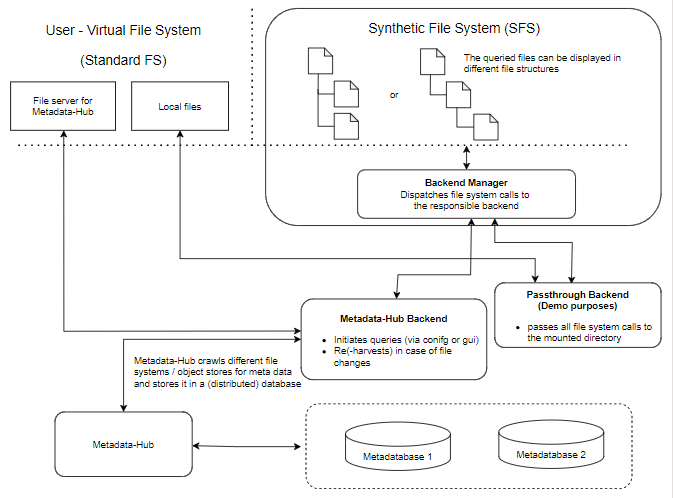 User - Virtual File System
(Standard FS)
Synthetic File System (SFS)
The queried files can be displayed in
different file structures
or
File server for
Metadata-Hub
Local files
Backend Manager
Dispatches file system calls to
the responsible backend
Passthrough Backend
(Demo purposes)
• passes all file system calls to
the mounted directory
Metadata-Hub Backend
• Initiates queries (via conifg or gui)
• Re(-harvests) in case of file
changes
Metadata-Hub crawls different file
systems / object stores for meta data
and stores it in a (distributed) database
Metadata-Hub
Metadatabase 1
Metadatabase 2